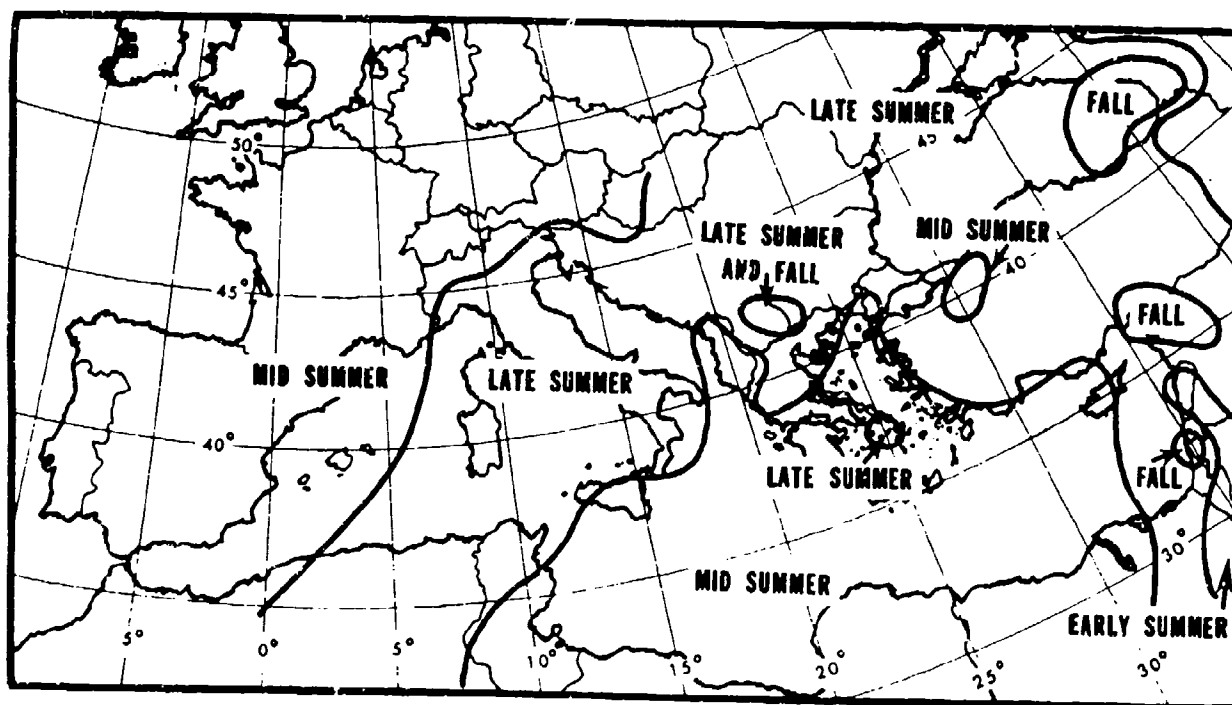 LATE SUMMER
FALL
50°
40
LATE SUMMER
AND FALL
MID SUMMER
40
45°
FALL
MID SUMMER
LATE SUMMER
40°
LATE SUMMER
FALL
30°
MID SUMMER
EARLY SUMMER
5°
0°
5°
10°
15°
20°
25°
30°